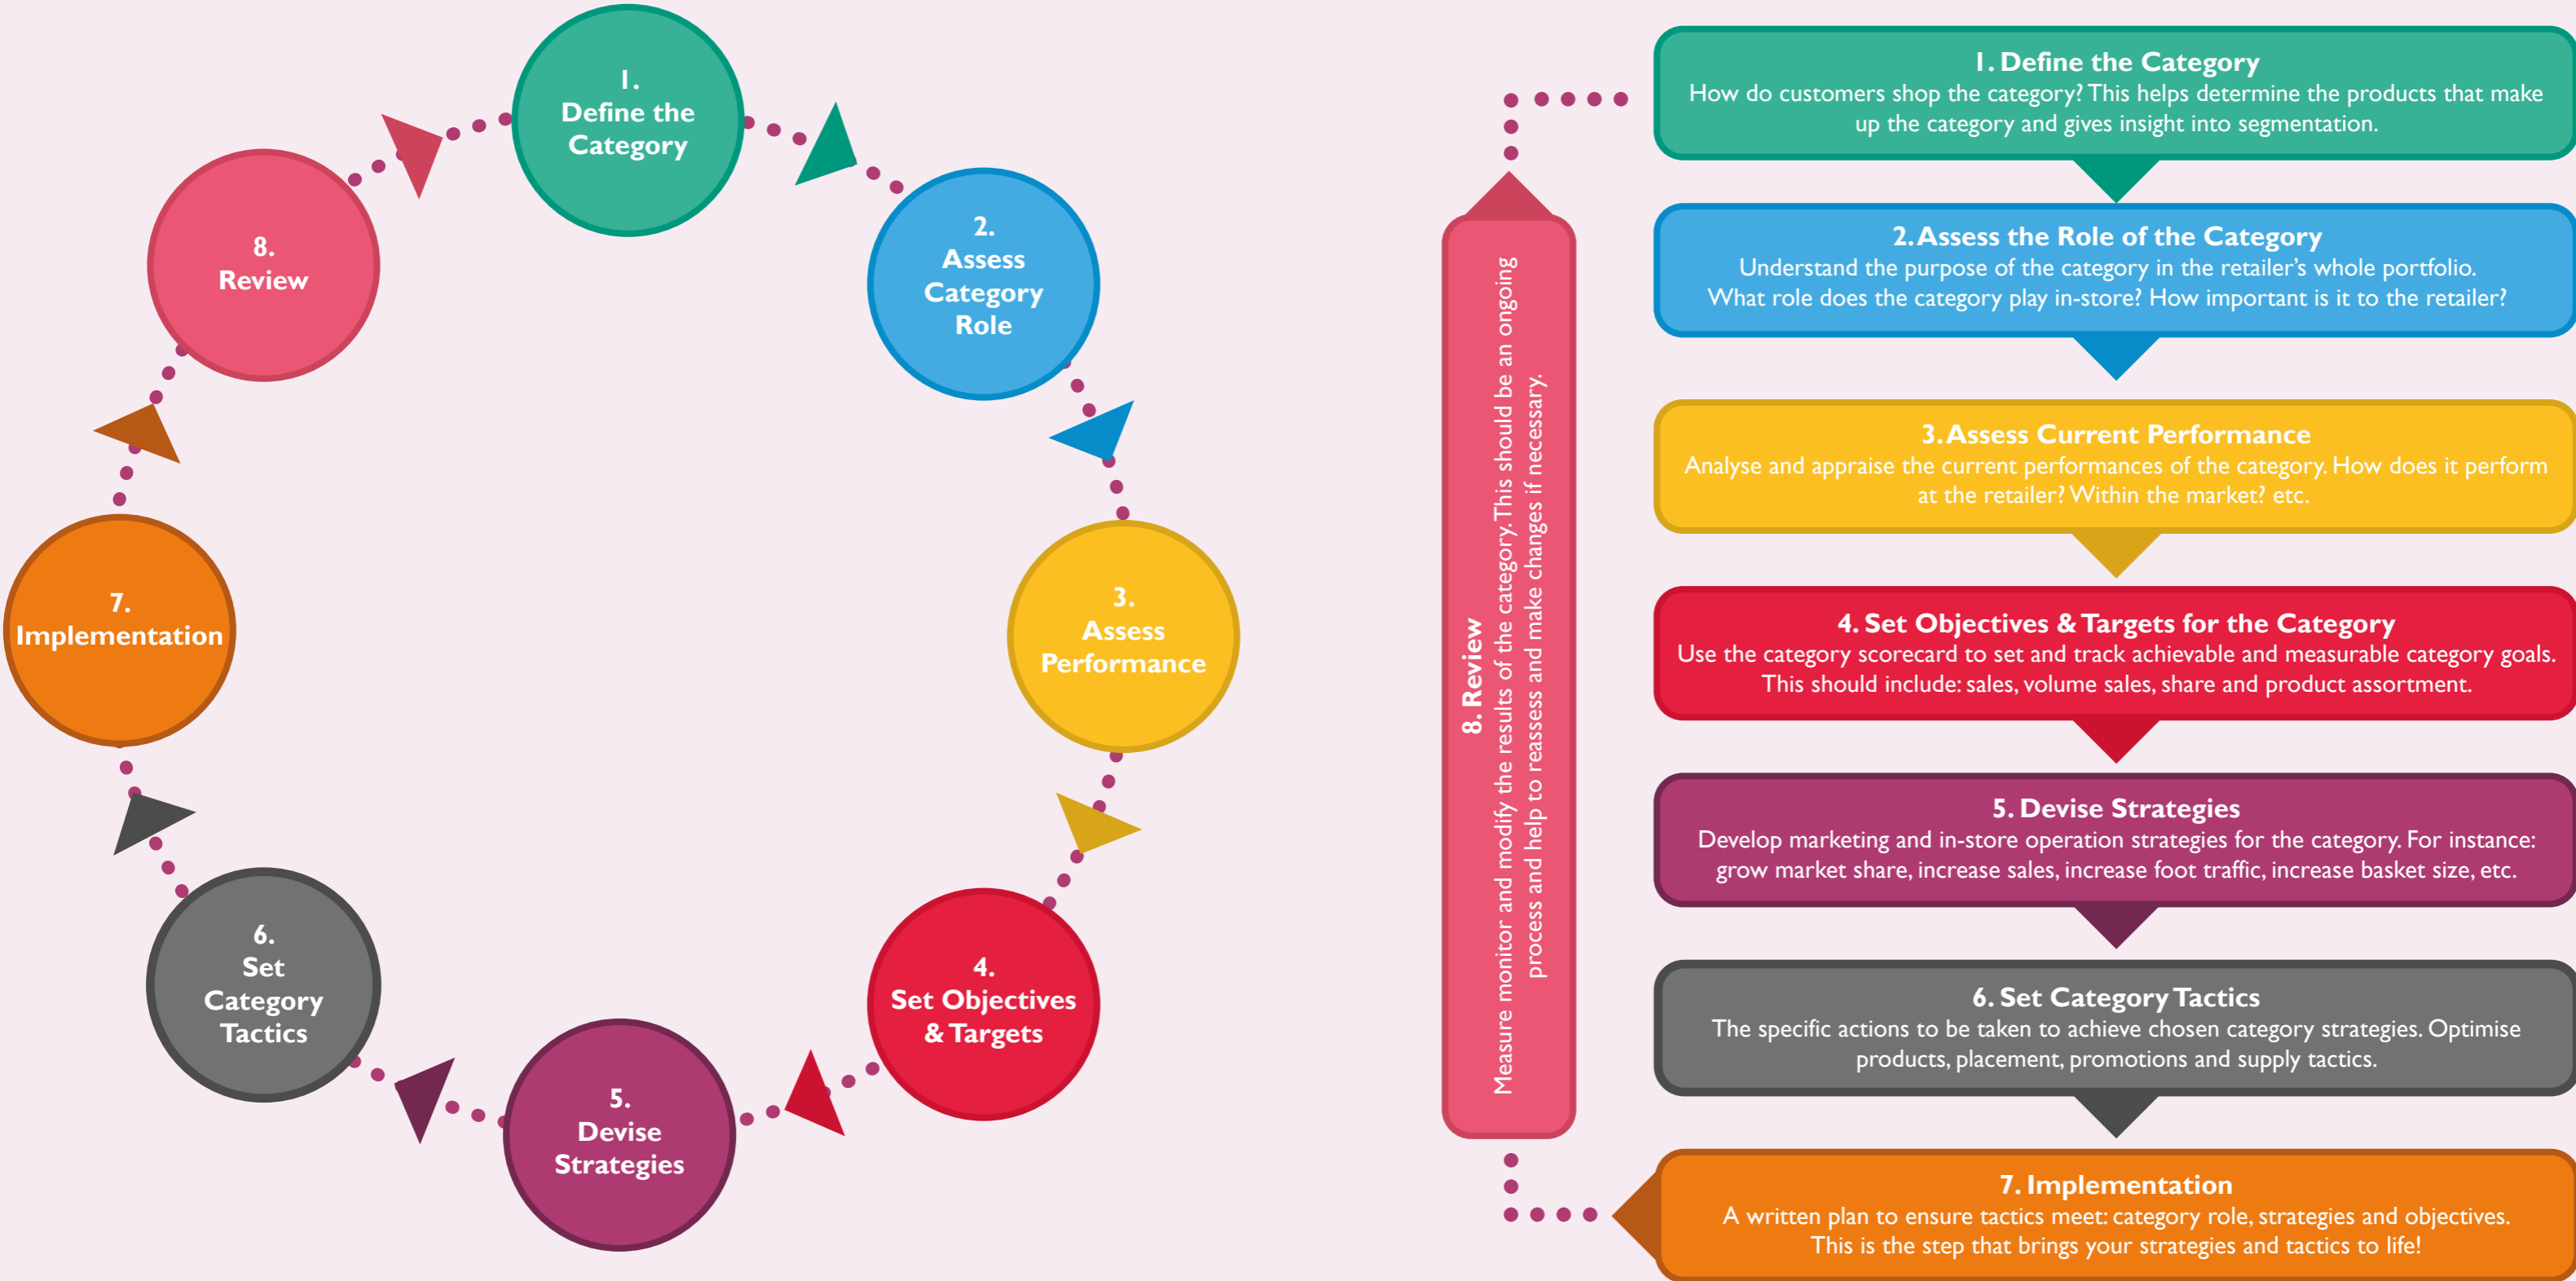 1.
Define the
Category
2.
Assess
Category
Role
3.
Assess
Performance
4.
Set Objectives
& Targets
5.
Devise
Strategies
6.
Set
Category
Tactics
7.
Implementation
8.
Review
1. Define the Category
How do customers shop the category? This helps determine the products that make
up the category and gives insight into segmentation.
2. Assess the Role of the Category
Understand the purpose of the category in the retailer’s whole portfolio.
What role does the category play in-store? How important is it to the retailer?
3. Assess Current Performance
Analyse and appraise the current performances of the category. How does it perform
at the retailer? Within the market? etc.
4. Set Objectives & Targets for the Category
Use the category scorecard to set and track achievable and measurable category goals.
This should include: sales, volume sales, share and product assortment.
5. Devise Strategies
Develop marketing and in-store operation strategies for the category. For instance:
grow market share, increase sales, increase foot traffic, increase basket size, etc.
6. Set Category Tactics
The specific actions to be taken to achieve chosen category strategies. Optimise
products, placement, promotions and supply tactics.
7. Implementation
A written plan to ensure tactics meet: category role, strategies and objectives.
This is the step that brings your strategies and tactics to life!
8. Review
Measure monitor and modify the results of the category. This should be an ongoing
process and help to reassess and make changes if necessary.